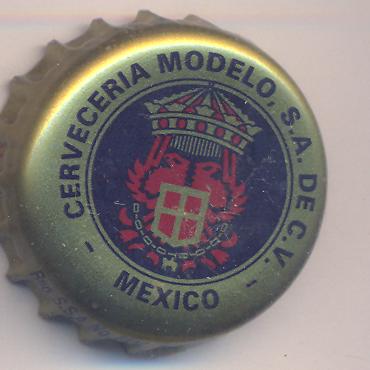 CERVECERIA MODELO, S.A. DE C.V.
- MEXICO -